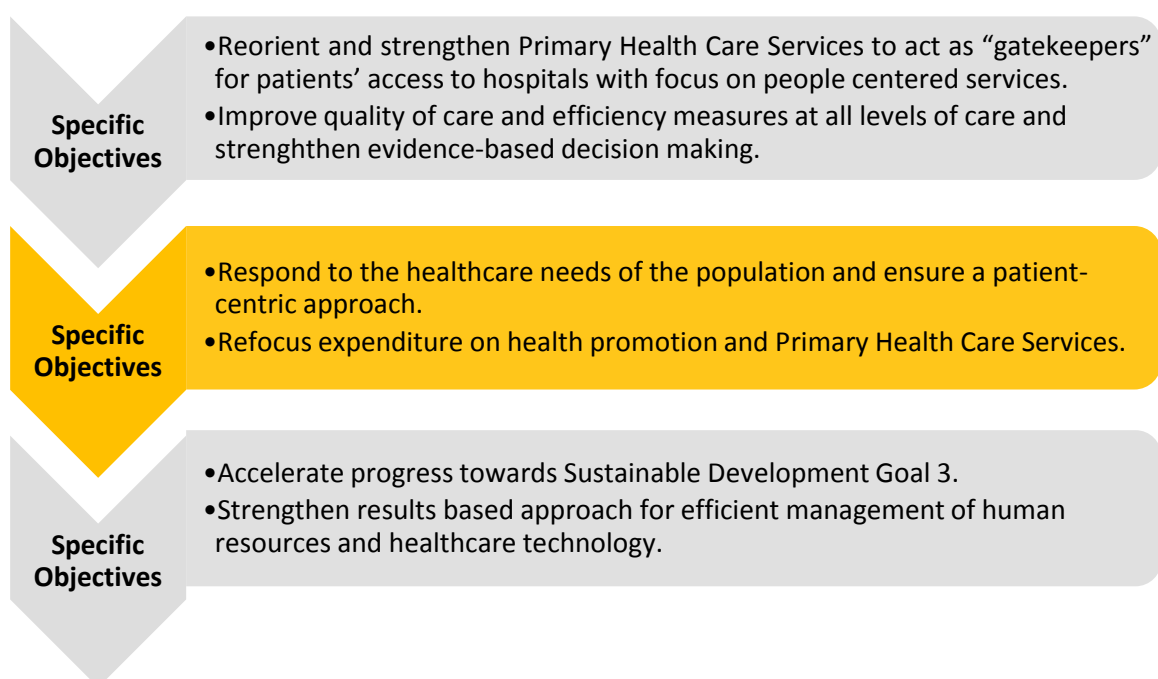 Specific
Objectives
•Reorient and strengthen Primary Health Care Services to act as “gatekeepers”
for patients’ access to hospitals with focus on people centered services.
•Improve quality of care and efficiency measures at all levels of care and
strenghthen evidence-based decision making.
Specific
Objectives
•Respond to the healthcare needs of the population and ensure a patient-
centric approach.
•Refocus expenditure on health promotion and Primary Health Care Services.
Specific
Objectives
•Accelerate progress towards Sustainable Development Goal 3.
•Strengthen results based approach for efficient management of human
resources and healthcare technology.